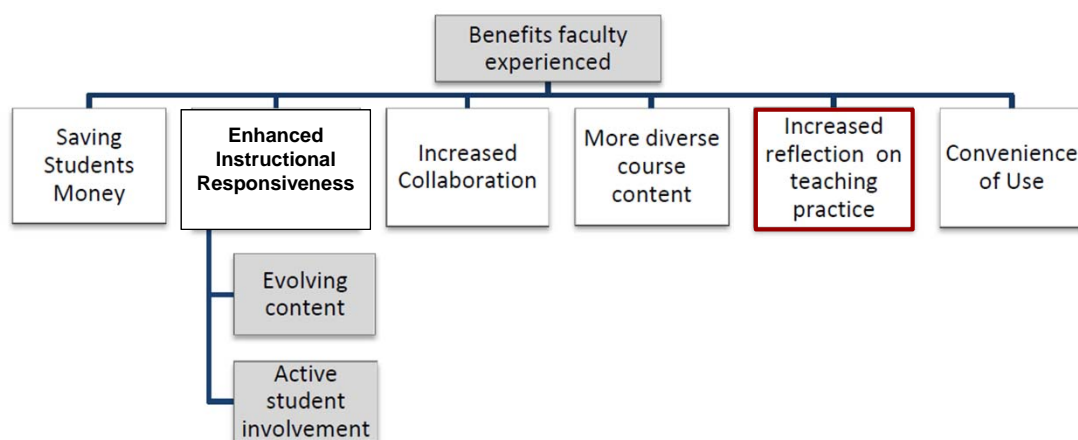 Benefits faculty
experienced
Saving
Students
Money
Enhanced
Instructional
Responsiveness
Increased
Collaboration
More diverse
course
content
Increased
reflection on
teaching
practice
Convenience
of Use
Evolving
content
Active
student
involvement